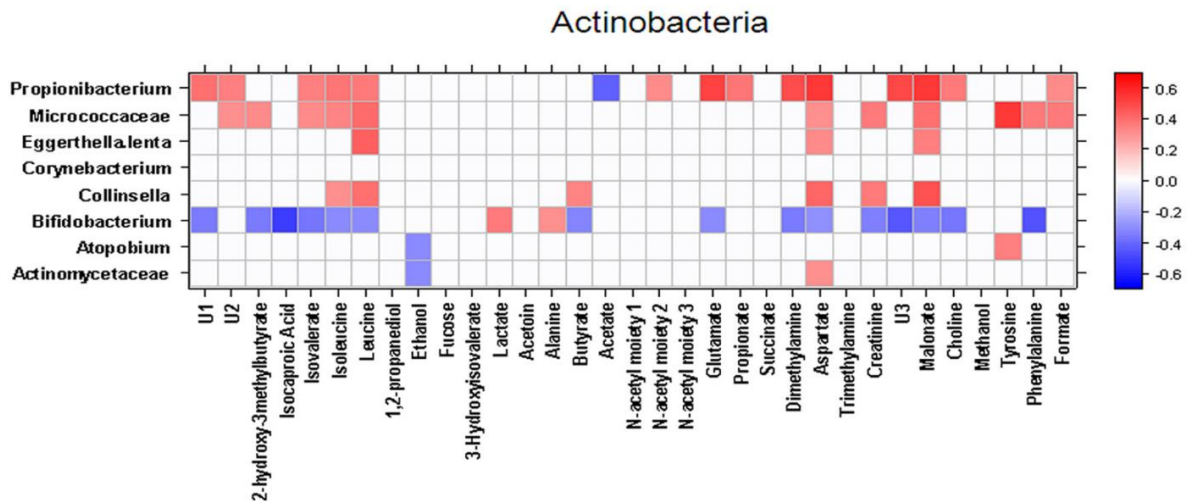 Actinobacteria
Propionibacterium
Micrococcaceae
Eggerthella.lenta
Corynebacterium
Collinsella
Bifidobacterium
Atopobium
Actinomycetaceae
0.6
0.4
0.2
0.0
-0.2
-0.4
-0.6
U1
U2
2-hydroxy-3methylbutyrate
Isocaproic Acid
Isovalerate
Isoleucine
Leucine
1,2-propanediol
Ethanol
Fucose
3-Hydroxyisovalerate
Lactate
Acetoin
Alanine
Butyrate
Acetate
N-acetyl moiety 1
N-acetyl moiety 2
N-acetyl moiety 3
Glutamate
Propionate
Succinate
Dimethylamine
Aspartate
Trimethylamine
Creatinine
U3
Malonate
Choline
Methanol
Tyrosine
Phenylalanine
Formate